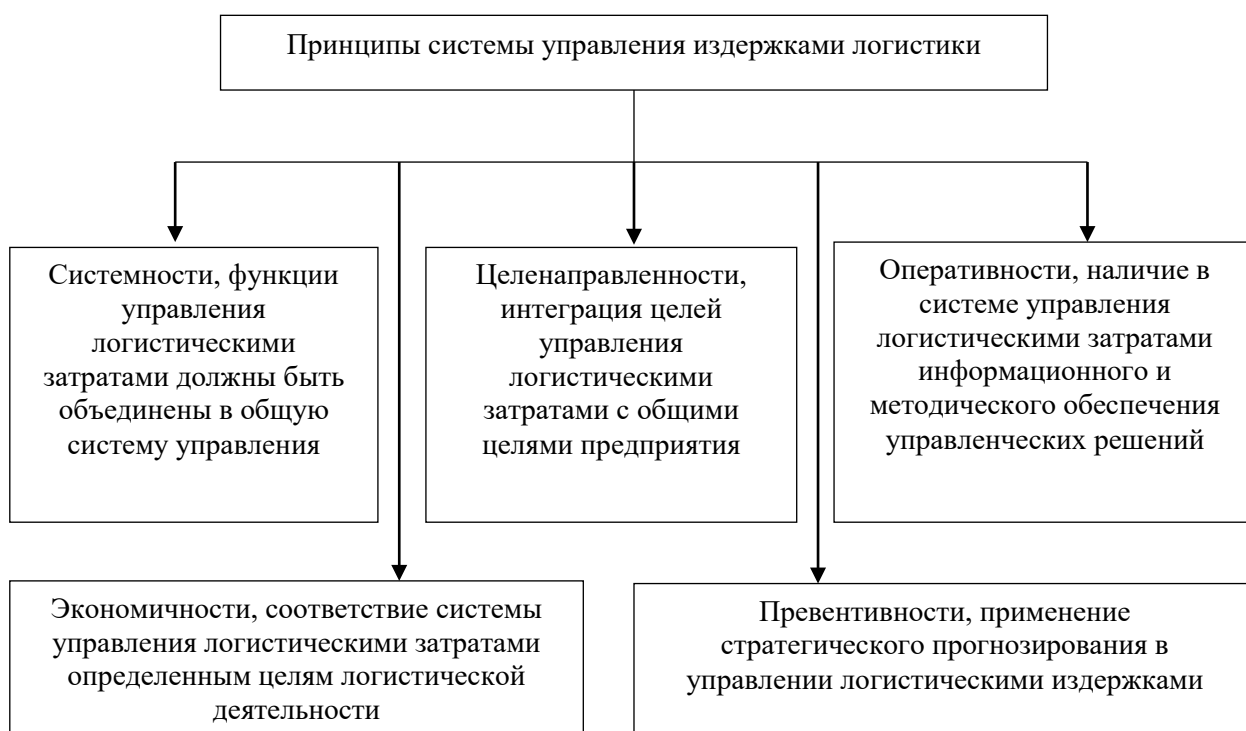 Принципы системы управления издержками логистики
Системности, функции
управления
логистическими
затратами должны быть
объединены в общую
систему управления
Целенаправленности,
интеграция целей
управления
логистическими
затратами с общими
целями предприятия
Оперативности, наличие в
системе управления
логистическими затратами
информационного и
методического обеспечения
управленческих решений
Экономичности, соответствие системы
управления логистическими затратами
определенным целям логистической
деятельности
Превентивности, применение
стратегического прогнозирования в
управлении логистическими издержками